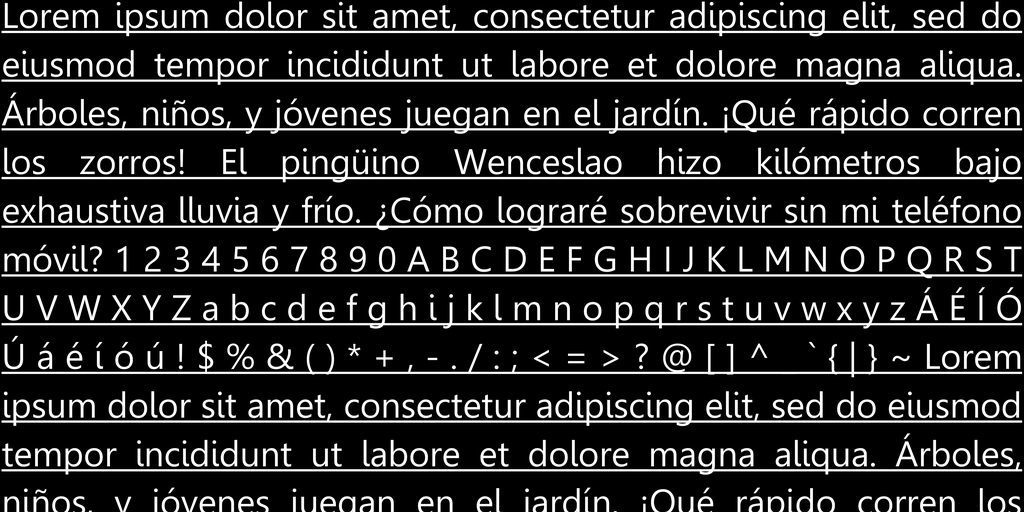 Lorem ipsum dolor sit amet, consectetur adipiscing elit, sed do
eiusmod tempor incididunt ut labore et dolore magna aliqua.
Árboles, niños, y jóvenes juegan en el jardín. ¡Qué rápido corren
los zorros! El pingüino Wenceslao hizo kilómetros bajo
exhaustiva lluvia y frío. ¿Cómo lograré sobrevivir sin mi teléfono
móvil? 1 2 3 4 5 6 7 8 9 0 A B C D E F G H I J K L M N O P Q R S T
U V W X Y Z a b c d e f g h i j k l m n o p q r s t u v w x y z Á É Í Ó
Ú á é í ó ú ! $ % & ( ) * + , - . / : ; < = > ? @ [ ] ^ ` { | } ~ Lorem
ipsum dolor sit amet, consectetur adipiscing elit, sed do eiusmod
tempor incididunt ut labore et dolore magna aliqua. Árboles,
niños, y jóvenes juegan en el jardín. ¡Qué rápido corren los